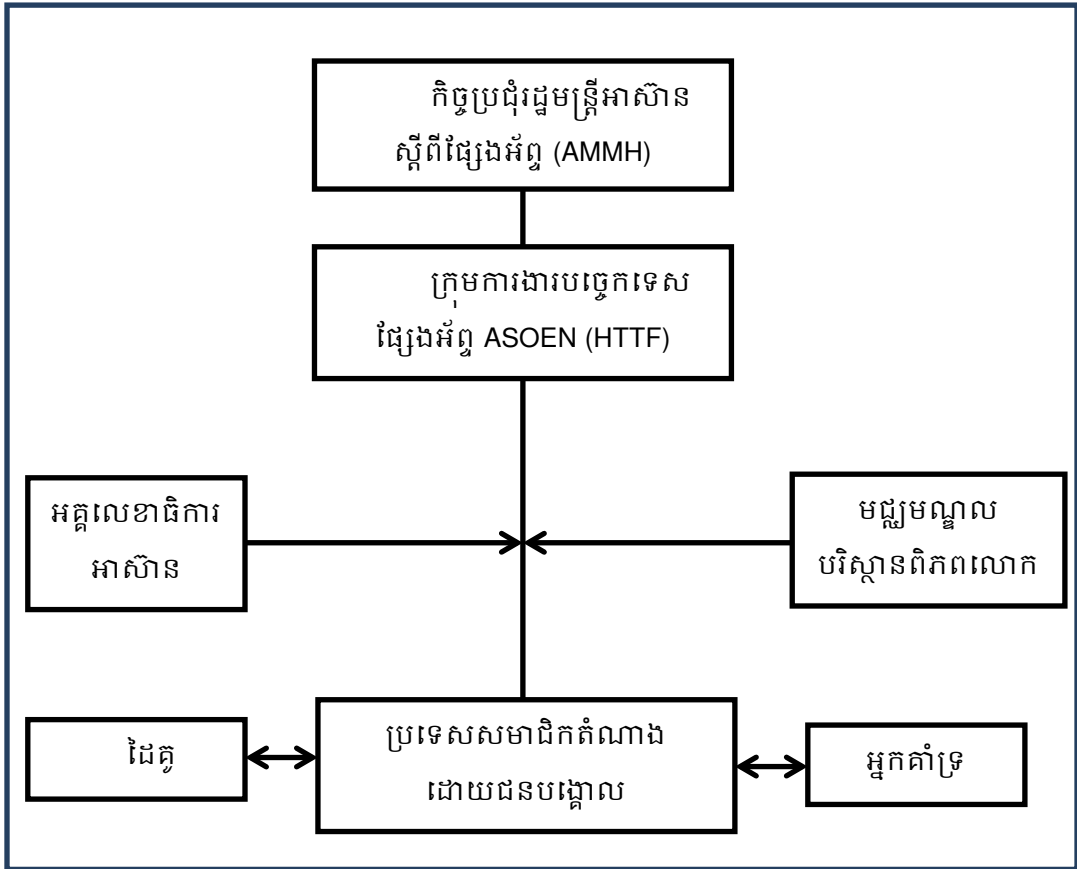 កិច្ចប្រជុំរដ្ឋមន្ត្រីអាស៊ាន
ស្តីពីផ្សែងអ័ព្ទ (AMMH)
ក្រុមការងារបច្ចេកទេស
ផ្សែងអ័ព្ទ ASOEN (HTTF)
អគ្គលេខាធិការ
អាស៊ាន
មជ្ឈមណ្ឌល
បរិស្ថានពិភពលោក
ដៃគូ
ប្រទេសសមាជិកតំណាង
ដោយជនបង្គោល
អ្នកគាំទ្រ